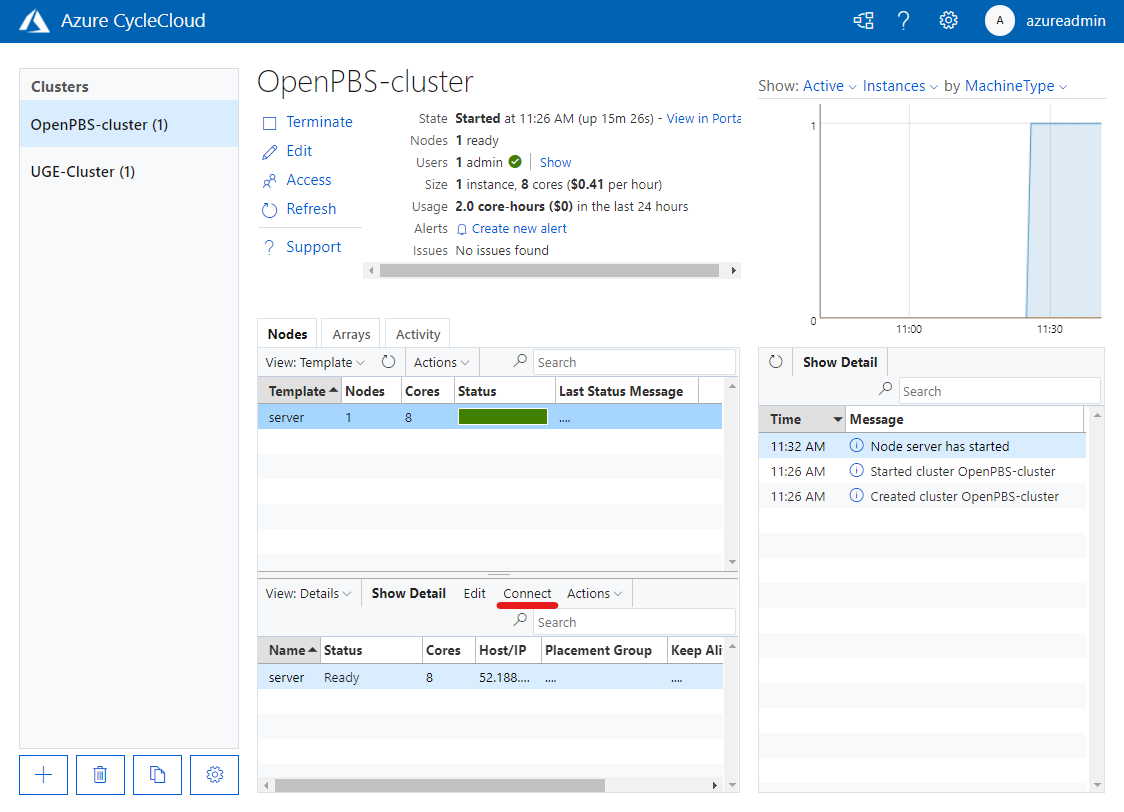 Azure CycleCloud
A azureadmin
Clusters
OpenPBS-cluster (1)
UGE-Cluster (1)
OpenPBS-cluster
Terminate
Edit
Access
Refresh
? Support
State Started at 11:26 AM (up 15m 26s) - View in Porta
Nodes 1 ready
Users 1 admin Show
Size 1 instance, 8 cores ($0.41 per hour)
Usage 2.0 core-hours ($0) in the last 24 hours
Alerts Create new alert
Issues No issues found
Show: Active Instances by MachineType
1
0
11:00 11:30
Nodes Arrays Activity
View: Template Actions Search
Template Nodes Cores Status Last Status Message
server 1 8 ....
View: Details Show Detail Edit Connect Actions
Search
Name Status Cores Host/IP Placement Group Keep Ali
server Ready 8 52.188.... .... ....
Show Detail
Search
Time Message
11:32 AM Node server has started
11:26 AM Started cluster OpenPBS-cluster
11:26 AM Created cluster OpenPBS-cluster